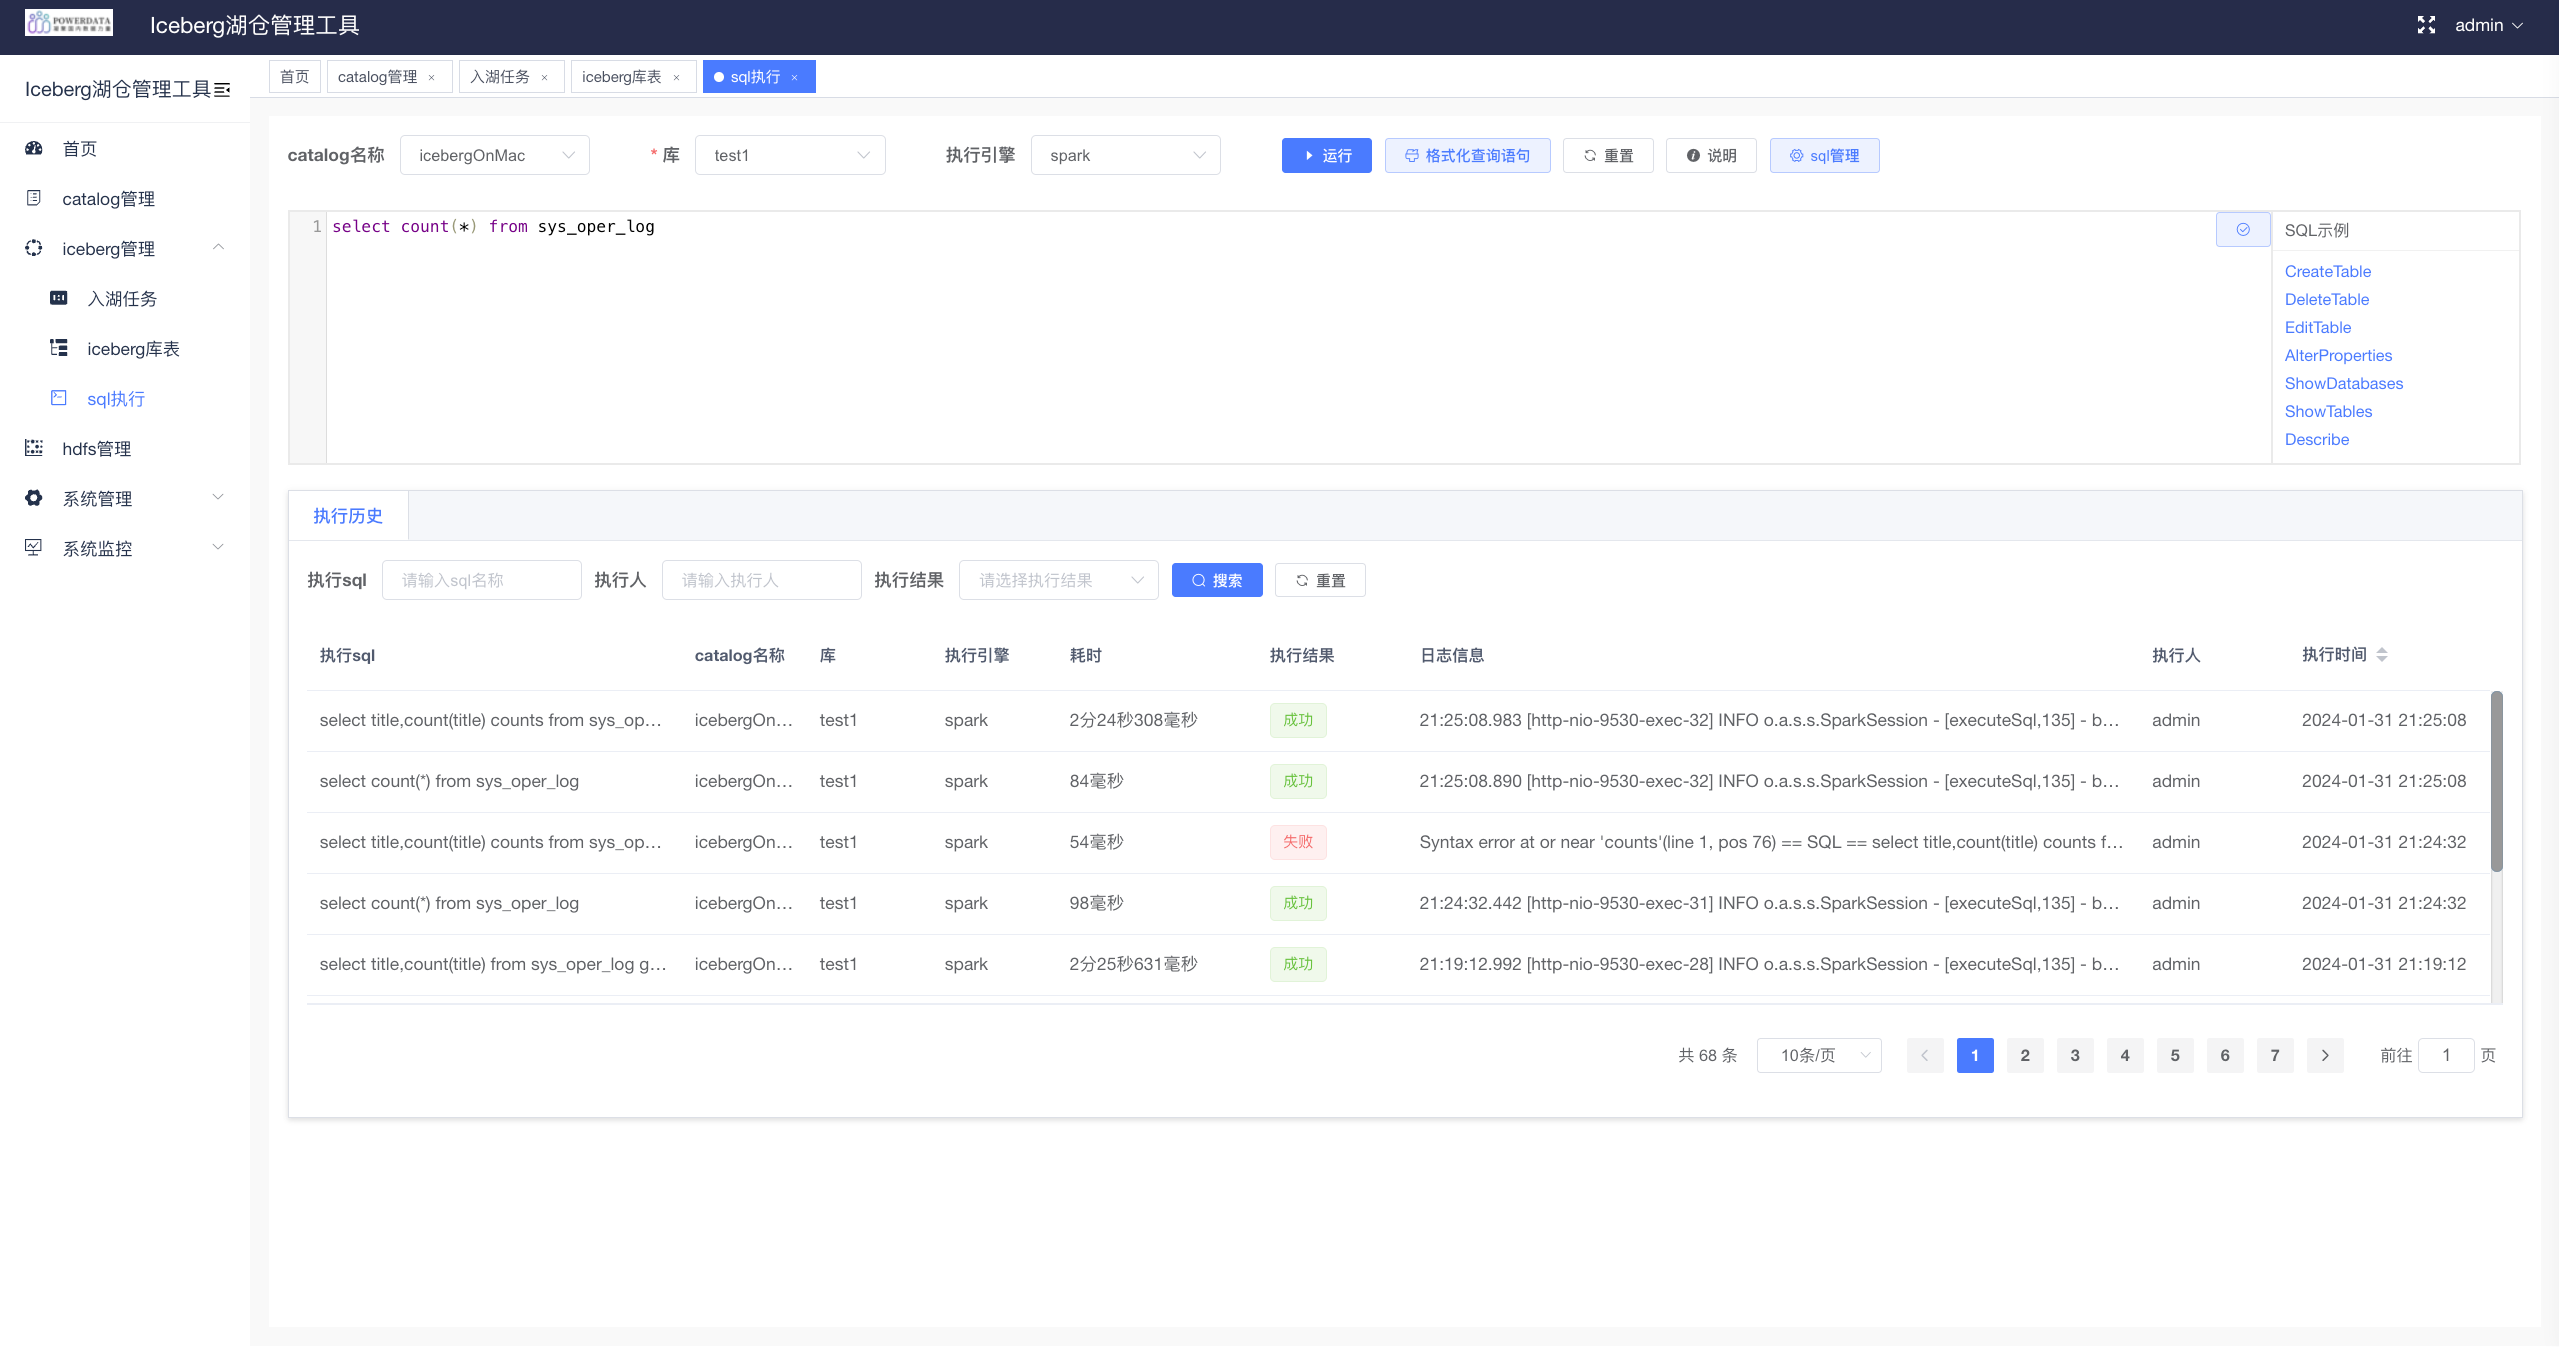 POWERDATA
Iceberg湖仓管理工具
admin
Iceberg湖仓管理工具
首页
catalog管理
iceberg管理
入湖任务
iceberg库表
sql执行
hdfs管理
系统管理
系统监控
首页 catalog管理 × 入湖任务 × iceberg库表 × sql执行 ×
catalog名称 icebergOnMac * 库 test1 执行引擎 spark 运行 格式化查询语句 重置 说明 sql管理
1 select count(*) from sys_oper_log
SQL示例
CreateTable
DeleteTable
EditTable
AlterProperties
ShowDatabases
ShowTables
Describe
执行历史
执行sql 请输入sql名称 执行人 请输入执行人 执行结果 请选择执行结果 搜索 重置
执行sql catalog名称 库 执行引擎 耗时 执行结果 日志信息 执行人 执行时间
select title,count(title) counts from sys_op... icebergOn... test1 spark 2分24秒308毫秒 成功 21:25:08.983 [http-nio-9530-exec-32] INFO o.a.s.s.SparkSession - [executeSql,135] - b... admin 2024-01-31 21:25:08
select count(*) from sys_oper_log icebergOn... test1 spark 84毫秒 成功 21:25:08.890 [http-nio-9530-exec-32] INFO o.a.s.s.SparkSession - [executeSql,135] - b... admin 2024-01-31 21:25:08
select title,count(title) counts from sys_op... icebergOn... test1 spark 54毫秒 失败 Syntax error at or near 'counts'(line 1, pos 76) == SQL == select title,count(title) counts f... admin 2024-01-31 21:24:32
select count(*) from sys_oper_log icebergOn... test1 spark 98毫秒 成功 21:24:32.442 [http-nio-9530-exec-31] INFO o.a.s.s.SparkSession - [executeSql,135] - b... admin 2024-01-31 21:24:32
select title,count(title) from sys_oper_log g... icebergOn... test1 spark 2分25秒631毫秒 成功 21:19:12.992 [http-nio-9530-exec-28] INFO o.a.s.s.SparkSession - [executeSql,135] - b... admin 2024-01-31 21:19:12
共 68 条 10条/页 1 2 3 4 5 6 7 前往 1 页